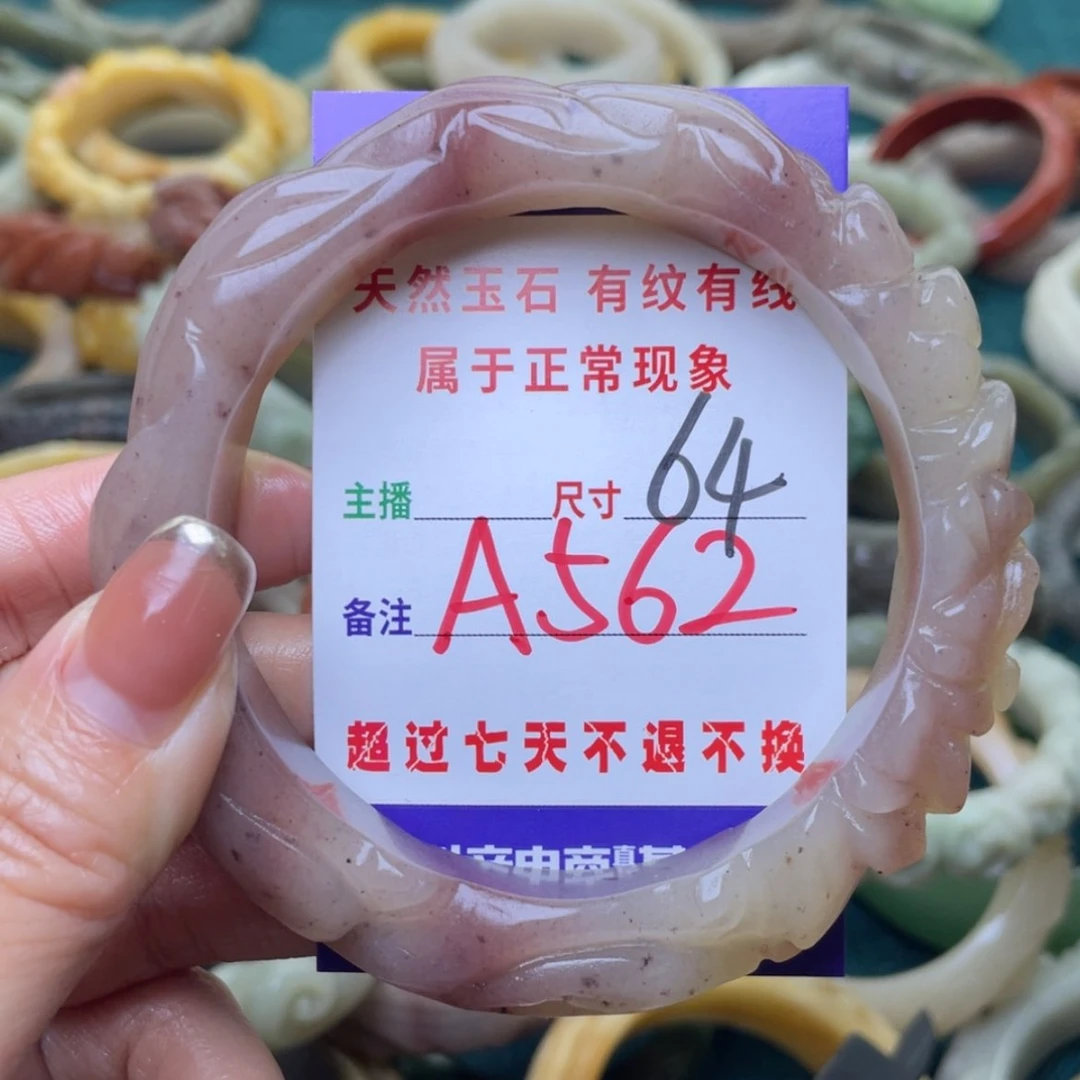 天然玉石 有纹有线
属于正常现象
主播 尺寸 64
备注 A562
超过七天不退不换